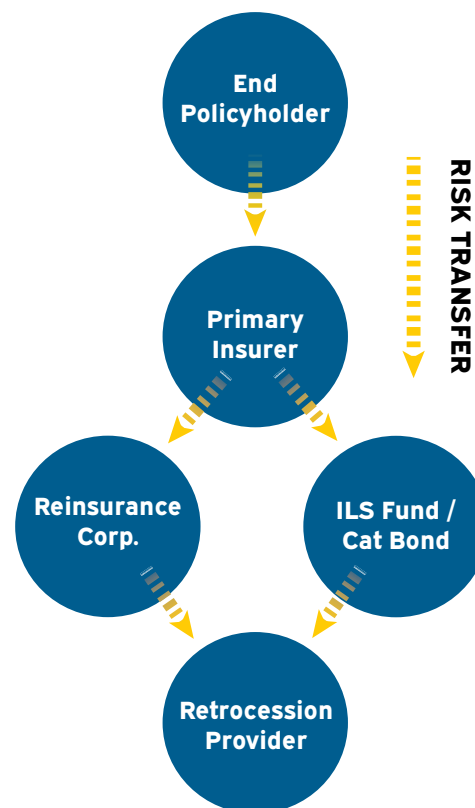 End
Policyholder
RISK TRANSFER
Primary
Insurer
Reinsurance
Corp.
ILS Fund /
Cat Bond
Retrocession
Provider